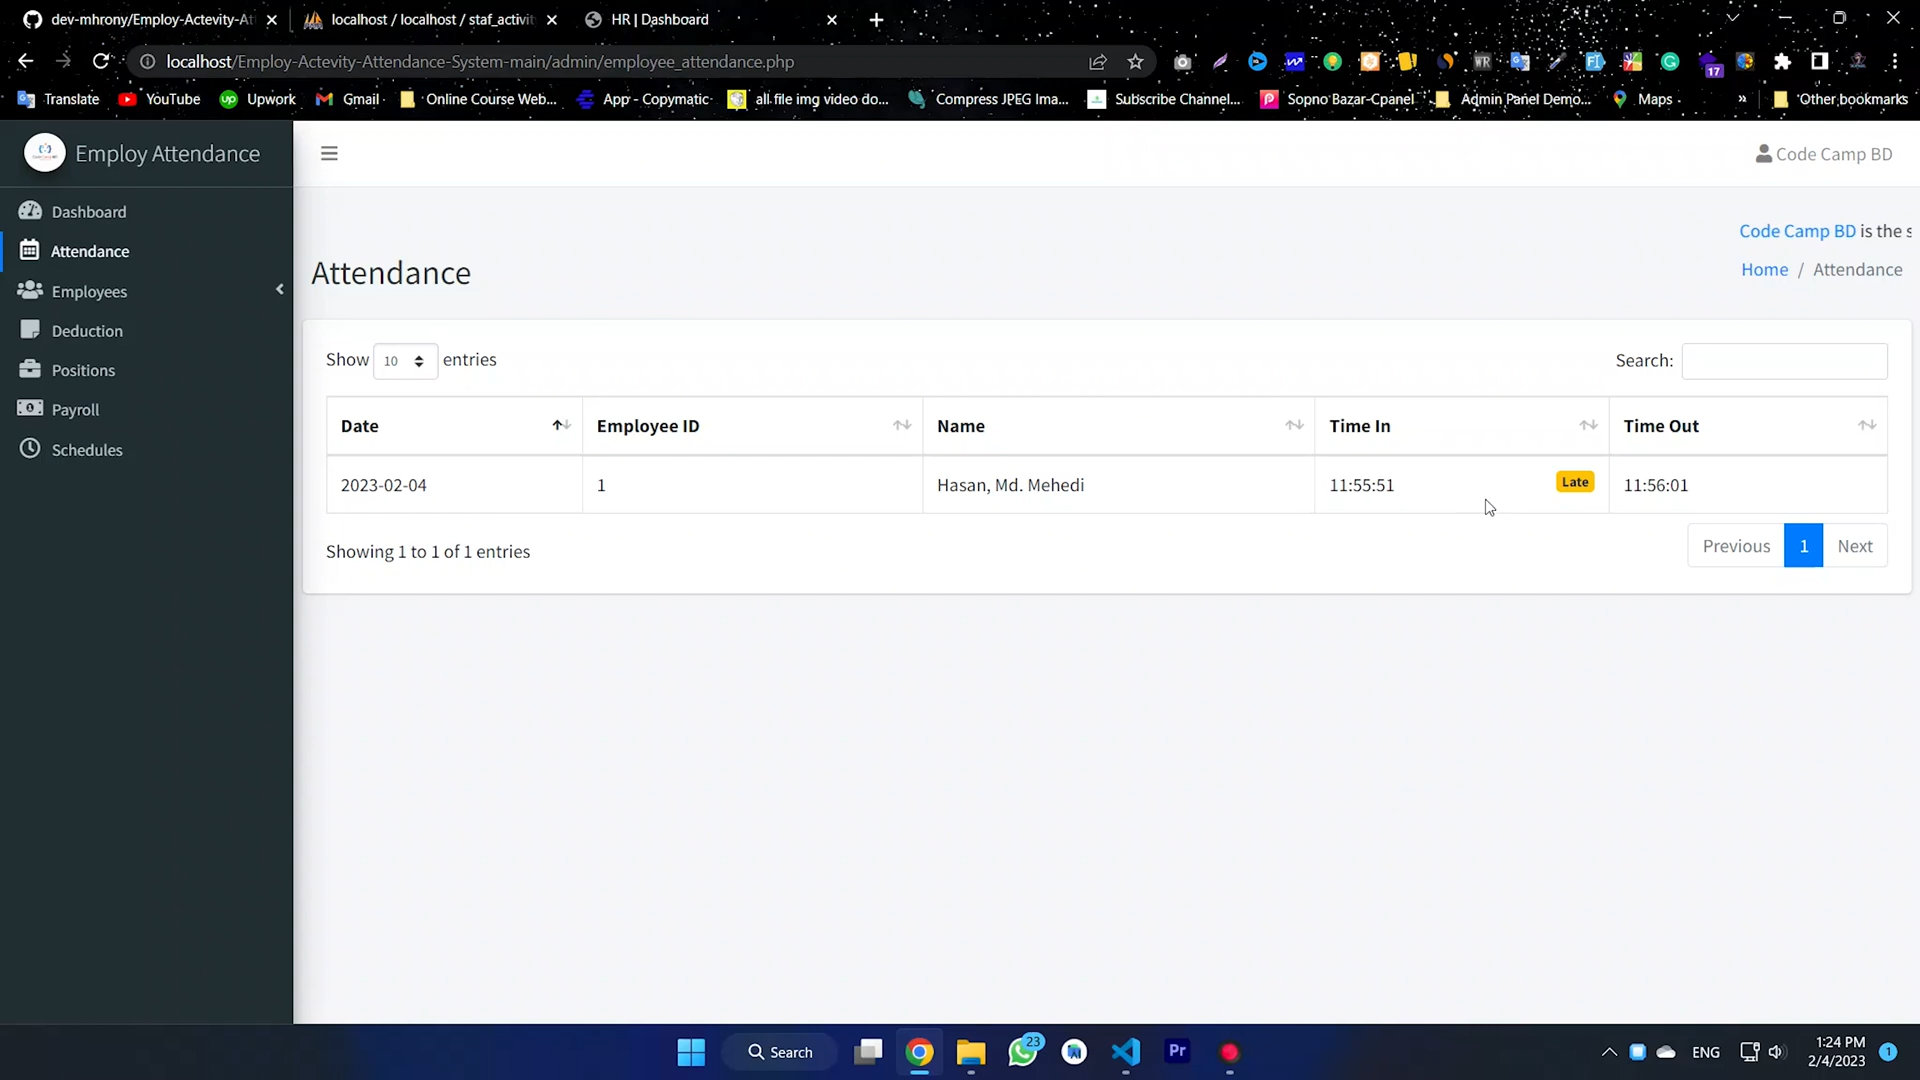 dev-mhrony/Employ-Actevity-At
localhost / localhost / staf_activit
HR | Dashboard
localhost/Employ-Actevity-Attendance-System-main/admin/employee_attendance.php
17
Translate
YouTube
Upwork
Gmail
Online Course Web...
App - Copymatic
all file img video do...
Compress JPEG Ima...
Subscribe Channel...
Sopno Bazar-Cpanel
Admin Panel Demo...
Maps
»
Other bookmarks
Employ Attendance
Code Camp BD
Dashboard
Attendance
Employees
Deduction
Positions
Payroll
Schedules
Code Camp BD is the s
Attendance
Home / Attendance
Show 10 entries
Search:
Date Employee ID Name Time In Time Out
2023-02-04 1 Hasan, Md. Mehedi 11:55:51 Late 11:56:01
Showing 1 to 1 of 1 entries
Previous 1 Next
Search
23
Pr
ENG
1:24 PM
2/4/2023
1